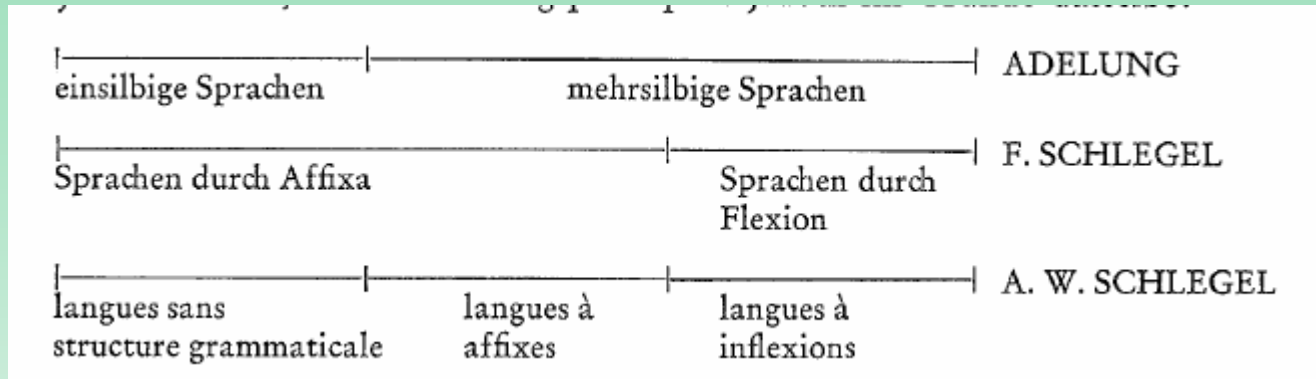 ADELUNG
einsilbige Sprachen mehrsilbige Sprachen
F. SCHLEGEL
Sprachen durch Affixa Sprachen durch
Flexion
A. W. SCHLEGEL
langues sans langues à langues à
structure grammaticale affixes inflexions